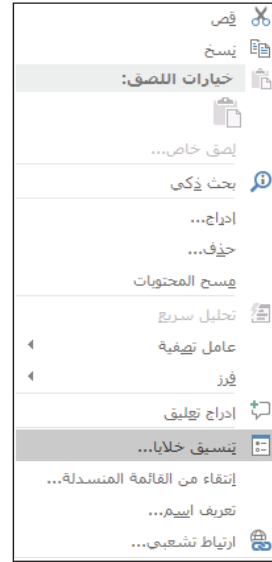 قص
نسخ
خيارات اللصق:
لصق خاص...
بحث ذكي
إدراج...
حذف...
مسح المحتويات
تحليل سريع
عامل تصفية
فرز
إدراج تعليق
تنسيق خلايا...
إنتقاء من القائمة المنسدلة...
تعريف اسم...
ارتباط تشعبي...